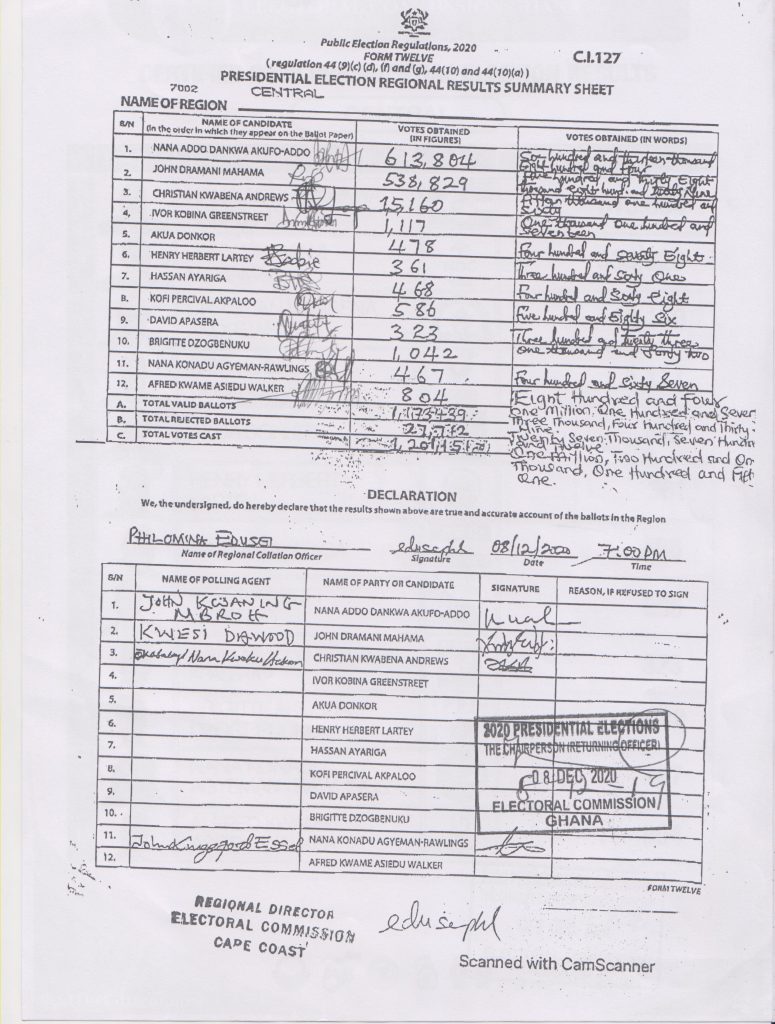 Public Election Regulations, 2020
FORM TWELVE
C.I.127
( regulation 44 (9)(c) (d), (f) and (g), 44(10) and 44(10)(a) )
PRESIDENTIAL ELECTION REGIONAL RESULTS SUMMARY SHEET
7002
NAME OF REGION CENTRAL
S/N NAME OF CANDIDATE VOTES OBTAINED VOTES OBTAINED (IN WORDS)
(In the order in which they appear on the Ballot Paper) (IN FIGURES)
1. NANA ADDO DANKWA AKUFO-ADDO 613,804 Six hundred and thirteen thousand
Eight hundred and four
2. JOHN DRAMANI MAHAMA 538,829 five hundred and thirty Eight
thousand eight hund and twenty Nine
3. CHRISTIAN KWABENA ANDREWS 15,160 fifteen thousand one hundred and
Sixty
4. IVOR KOBINA GREENSTREET 1,117 One thousand one hundred and
Seventeen
5. AKUA DONKOR 478 Four hundred and seventy Eight
6. HENRY HERBERT LARTEY 361 Three hundred and Sixty One
7. HASSAN AYARIGA 468 Four hundred and Sixty Eight
8. KOFI PERCIVAL AKPALOO 586 Five hundred and Eighty Six
9. DAVID APASERA 323 Three hundred and twenty three
10. BRIGITTE DZOGBENUKU 1,042 One thousand and forty two
11. NANA KONADU AGYEMAN-RAWLINGS 467 Four hundred and sixty Seven
12. AFRED KWAME ASIEDU WALKER 804 Eight Hundred and Four
A. TOTAL VALID BALLOTS 1,173,439 One Million, One Hundred and Seven
Three Thousand, Four Hundred and Thirty-
Nine
B. TOTAL REJECTED BALLOTS 27,712 Twenty Seven Thousand, Seven Hundn
and Twelve
C. TOTAL VOTES CAST 1,201,151 One Million, Two Hundred and On
Thousand, One Hundred and Fift
One.
DECLARATION
We, the undersigned, do hereby declare that the results shown above are true and accurate account of the ballots in the Region
PHILOMINA EDUSEI edusephl 08/12/2020 7:00PM
Name of Regional Collation Officer Signature Date Time
S/N NAME OF POLLING AGENT NAME OF PARTY OR CANDIDATE SIGNATURE REASON, IF REFUSED TO SIGN
1. JOHN MBROH NANA ADDO DANKWA AKUFO-ADDO
2. KWESI DAWOOD JOHN DRAMANI MAHAMA
3. Nana Kwaku CHRISTIAN KWABENA ANDREWS
4. IVOR KOBINA GREENSTREET
5. AKUA DONKOR
6. HENRY HERBERT LARTEY
7. HASSAN AYARIGA
8. KOFI PERCIVAL AKPALOO
9. DAVID APASERA
10. BRIGITTE DZOGBENUKU
11. John Essel NANA KONADU AGYEMAN-RAWLINGS
12. AFRED KWAME ASIEDU WALKER
2020 PRESIDENTIAL ELECTIONS
THE CHAIRPERSON (RETURNING OFFICER)
08 DEC 2020
ELECTORAL COMMISSION
GHANA
FORM TWELVE
REGIONAL DIRECTOR
ELECTORAL COMMISSION
CAPE COAST
edusephl
Scanned with CamScanner